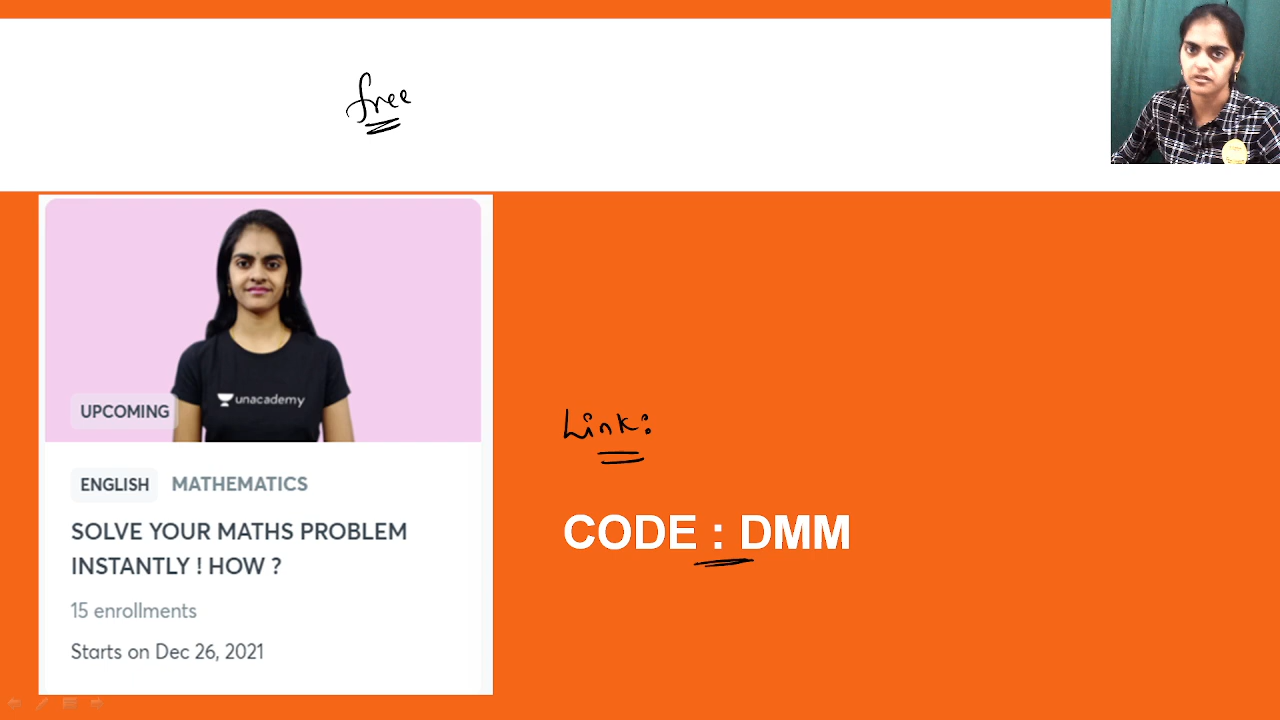 free
unacademy
UPCOMING
ENGLISH MATHEMATICS
SOLVE YOUR MATHS PROBLEM
INSTANTLY ! HOW ?
15 enrollments
Starts on Dec 26, 2021
Link:
CODE : DMM